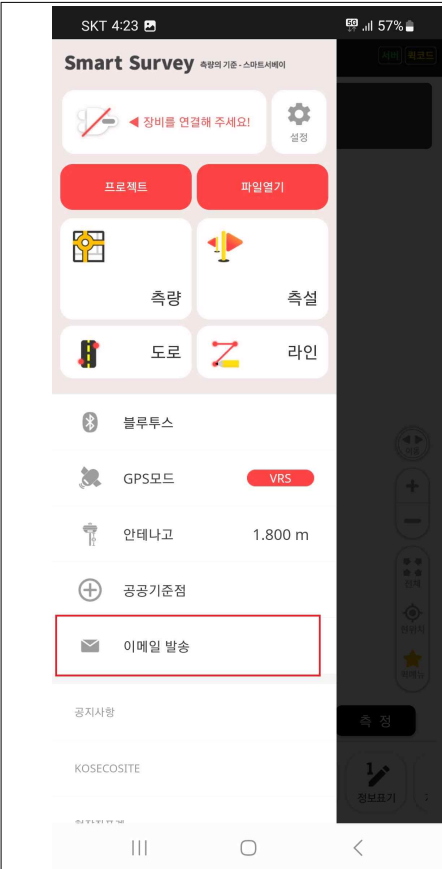 SKT 4:23
57%
Smart Survey 측량의 기준 - 스마트서베이
◀ 장비를 연결해 주세요!
설정
프로젝트
파일열기
측량
측설
도로
라인
블루투스
GPS모드
VRS
안테나고
1.800 m
공공기준점
이메일 발송
공지사항
KOSECOSITE
측 정
정보표기